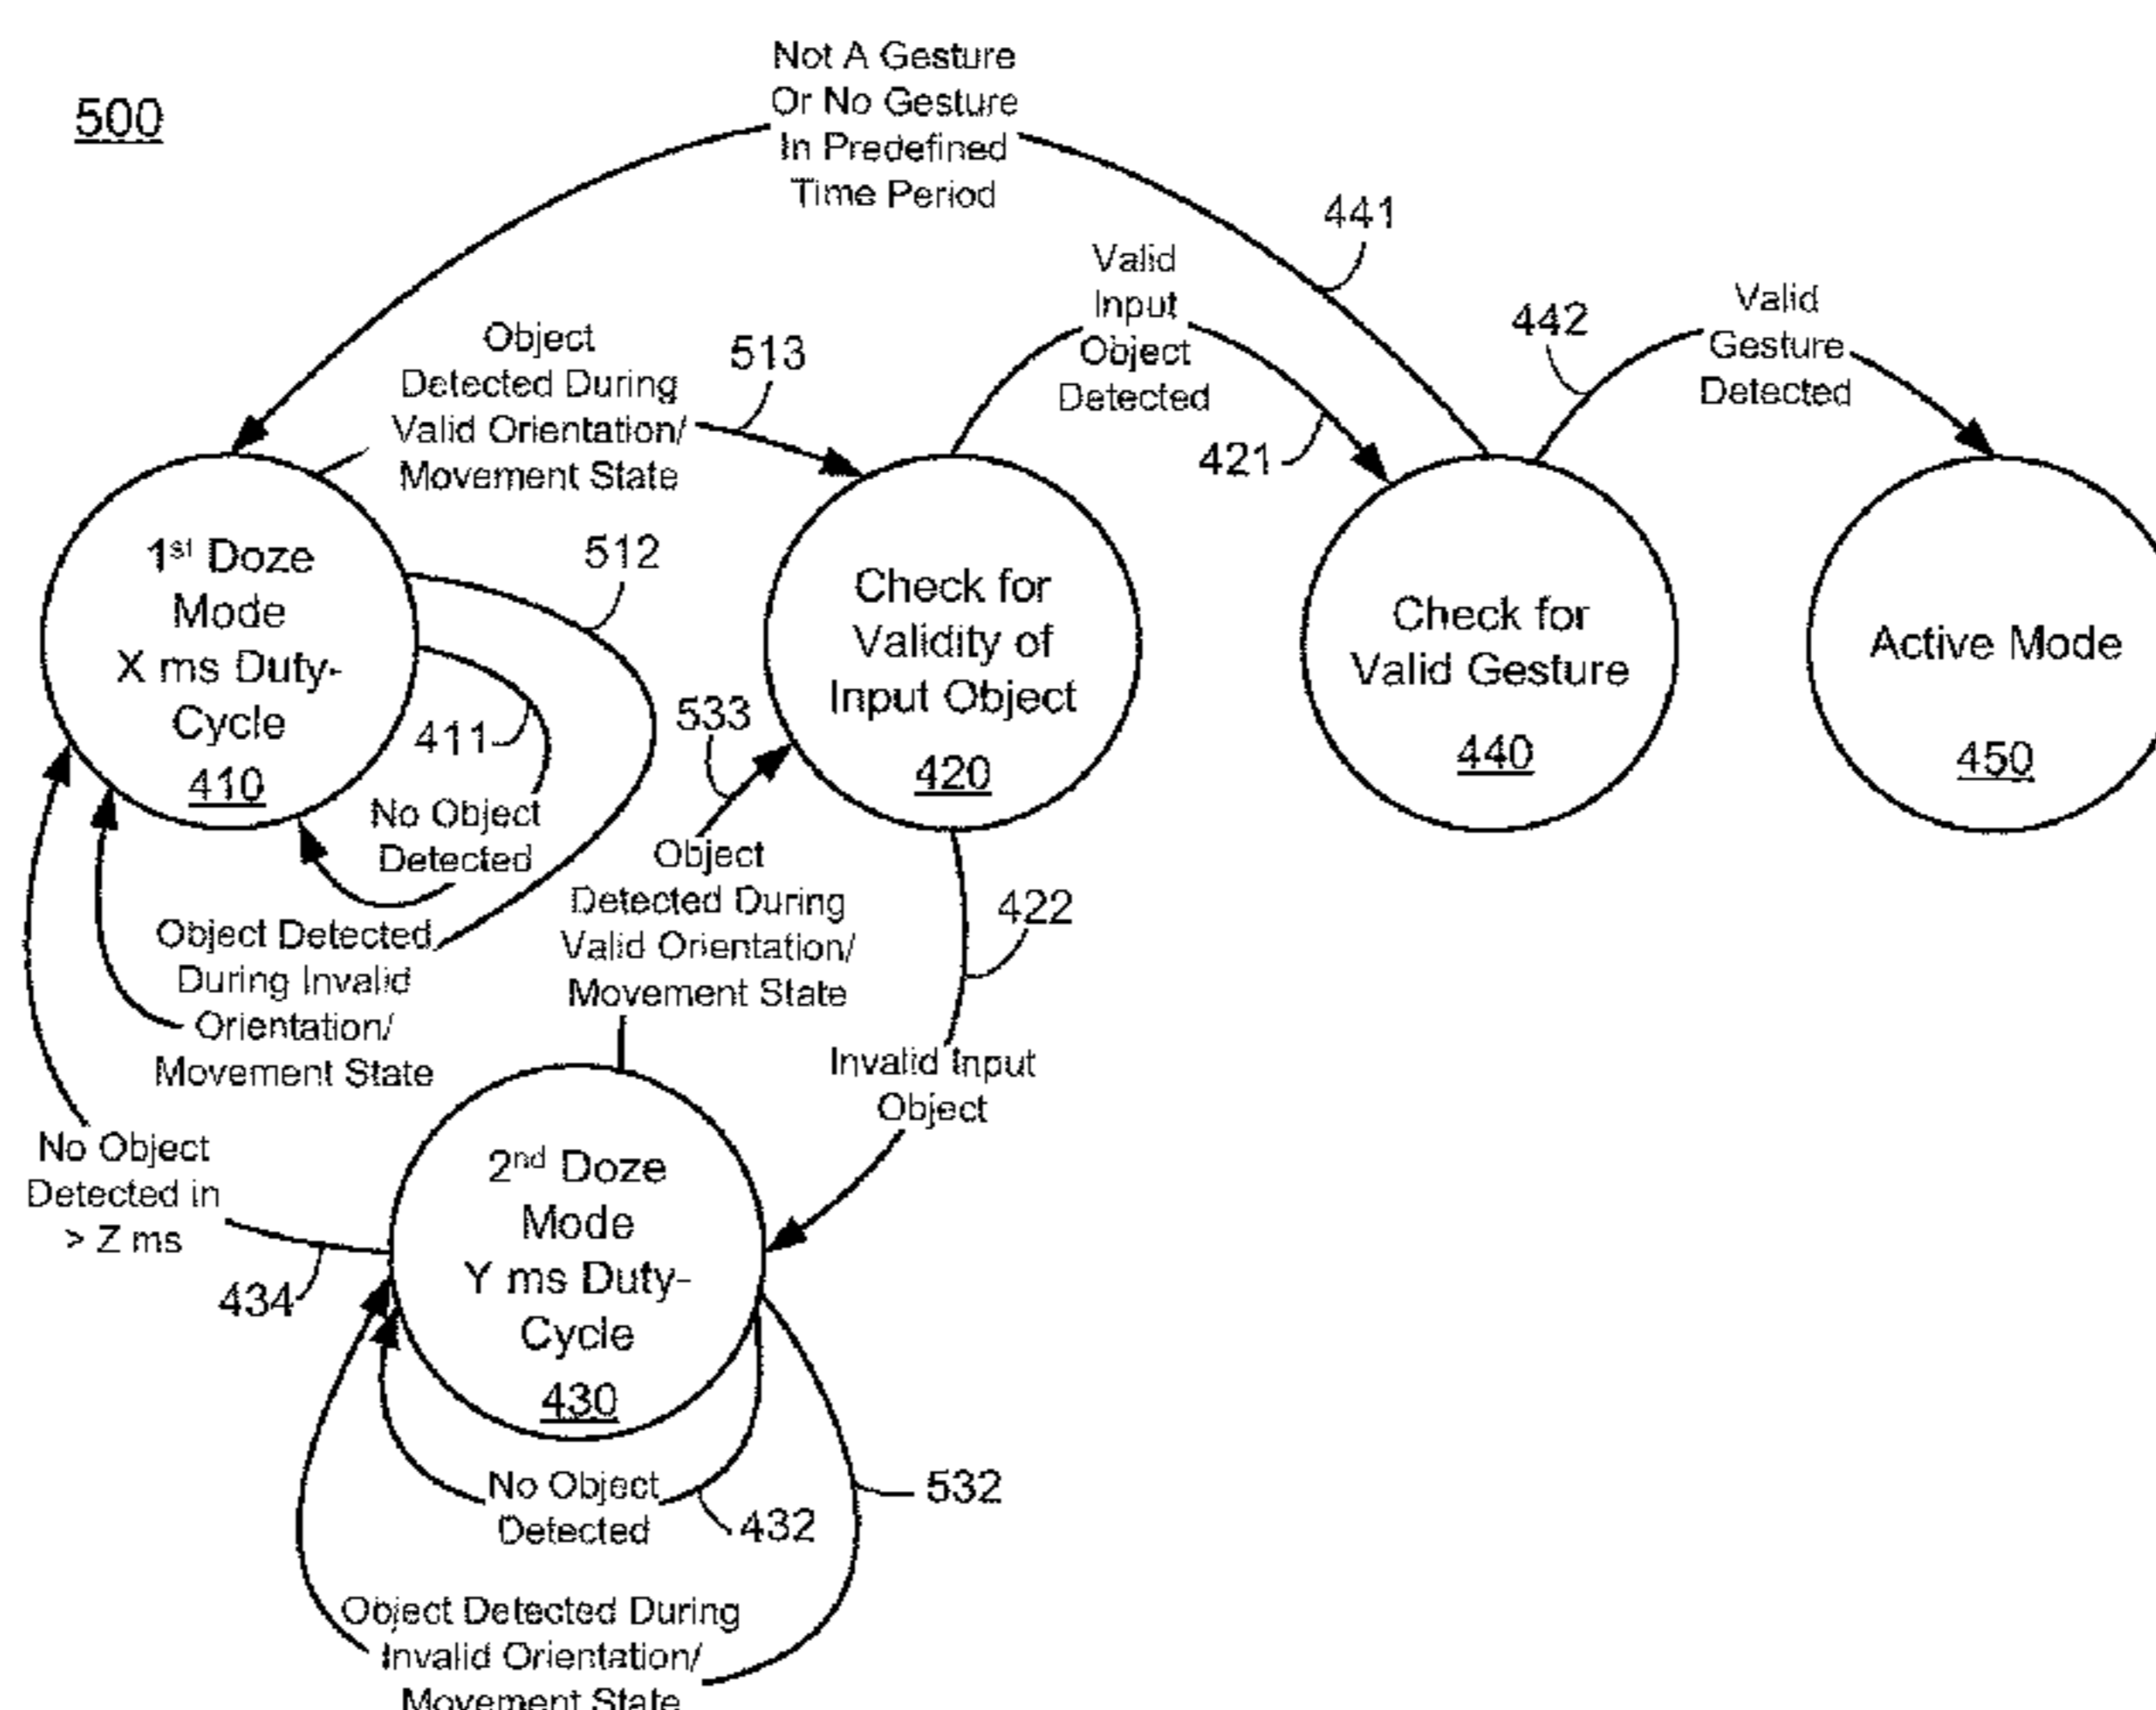 500
Not A Gesture
Or No Gesture
In Predefined
Time Period
441
Valid
Input
Object
Detected
421
442
Valid
Gesture
Detected
Object
Detected During
Valid Orientation/
Movement State
513
1st Doze
Mode
X ms Duty-
Cycle
410
512
411
No Object
Detected
Check for
Validity of
Input Object
420
Check for
Valid Gesture
440
Active Mode
450
533
Object
Detected During
Valid Orientation/
Movement State
422
Invalid Input
Object
Object Detected
During Invalid
Orientation/
Movement State
No Object
Detected in
> Z ms
434
2nd Doze
Mode
Y ms Duty-
Cycle
430
No Object
Detected
432
532
Object Detected During
Invalid Orientation/
Movement State